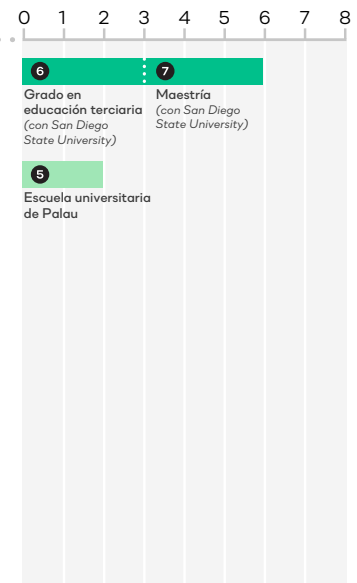 0 1 2 3 4 5 6 7 8
6 7
Grado en
educación terciaria
(con San Diego
State University)
Maestría
(con San Diego
State University)
5
Escuela universitaria
de Palau